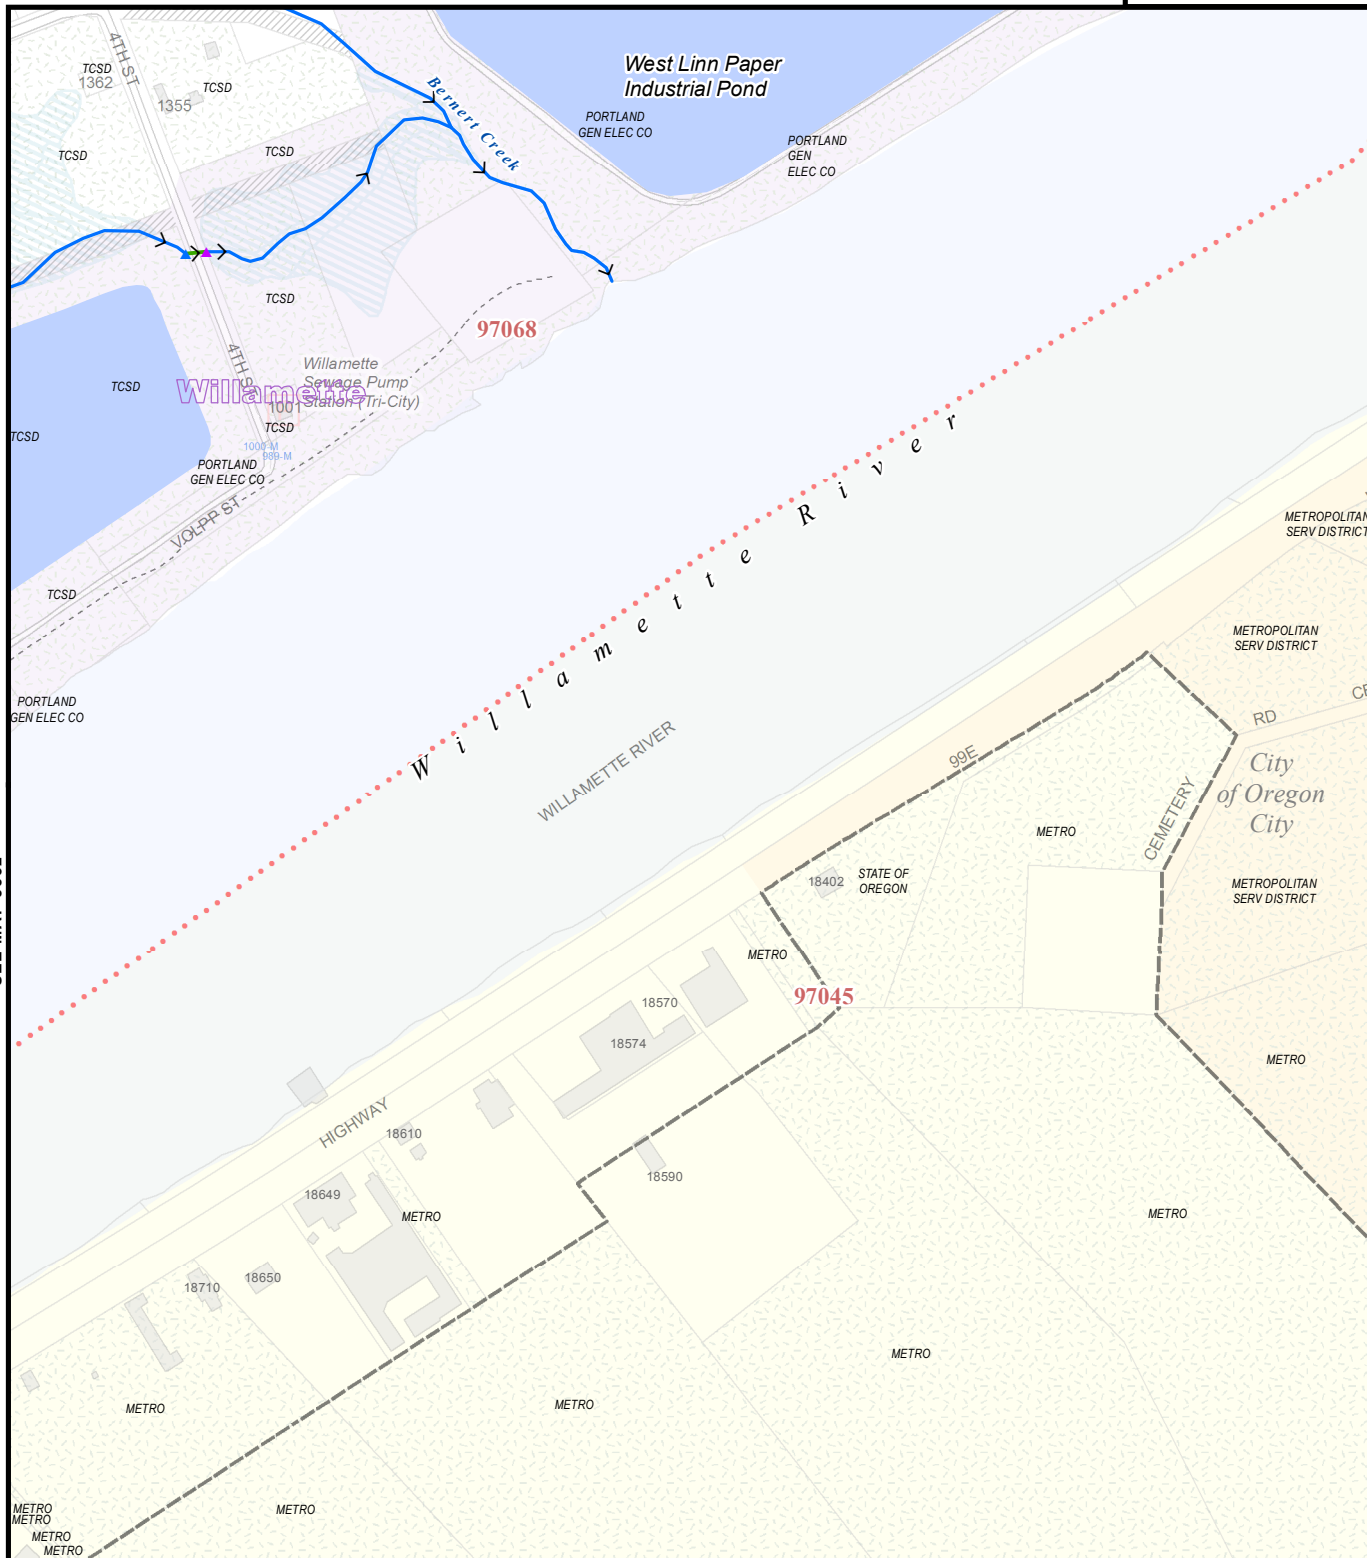 4TH ST
TCSD
1362
TCSD
1355
TCSD
TCSD
Bernert Creek
West Linn Paper
Industrial Pond
PORTLAND
GEN ELEC CO
PORTLAND
GEN
ELEC CO
TCSD
97068
4TH ST
Willamette
Sewage Pump
Station (Tri-City)
Willamette
TCSD
1001
TCSD
TCSD
1000-M
989-M
PORTLAND
GEN ELEC CO
VOLPP ST
TCSD
PORTLAND
GEN ELEC CO
Willamette River
WILLAMETTE RIVER
METROPOLITAN
SERV DISTRICT
METROPOLITAN
SERV DISTRICT
RD
99E
City
of Oregon
City
CEMETERY
METRO
18402
STATE OF
OREGON
METROPOLITAN
SERV DISTRICT
METRO
97045
18570
18574
METRO
HIGHWAY
18610
18590
18649
METRO
METRO
18710
18650
METRO
METRO
METRO
METRO
METRO
METRO
METRO
METRO